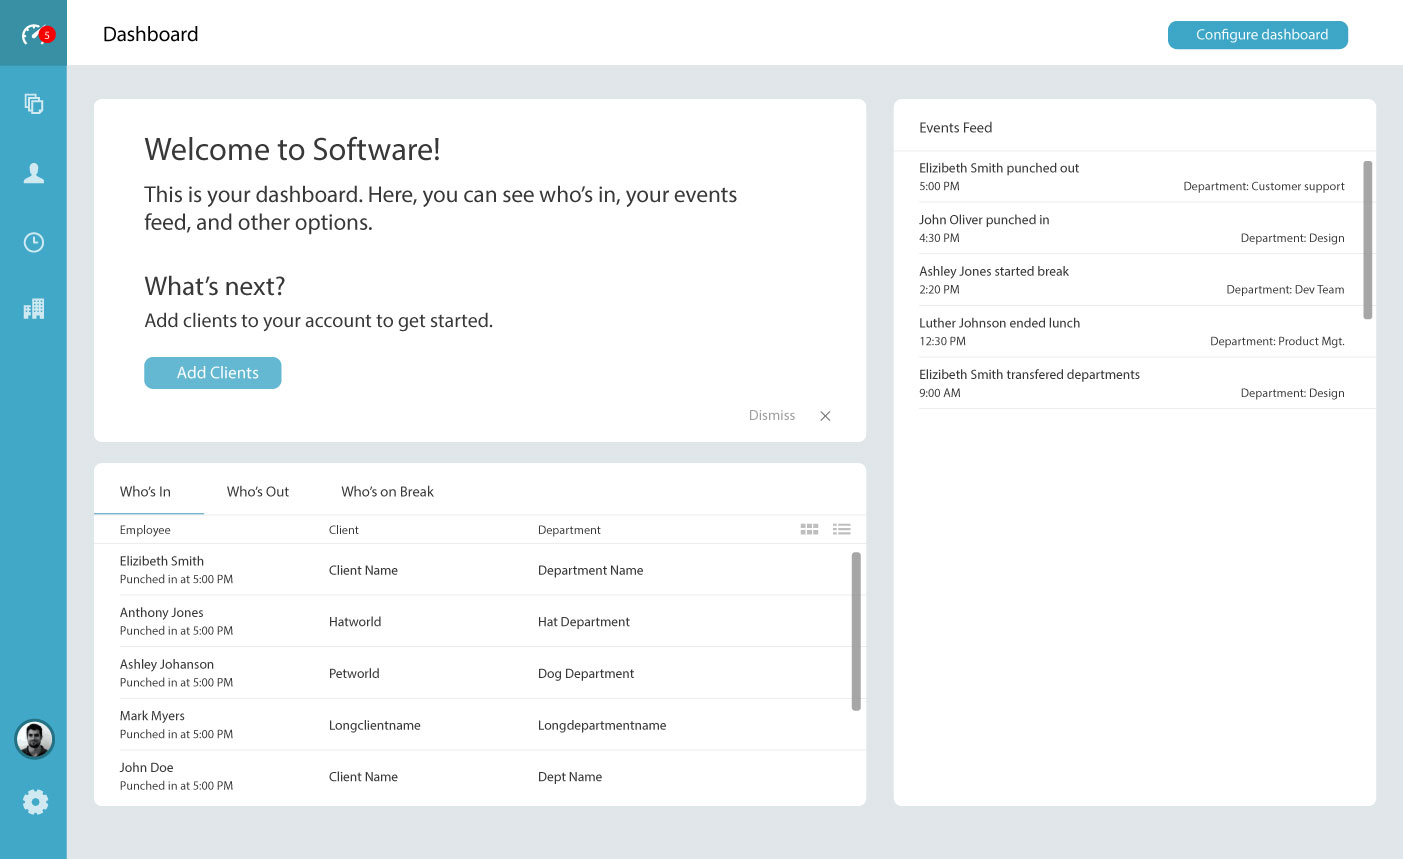 5
Dashboard
Configure dashboard
Welcome to Software!
This is your dashboard. Here, you can see who’s in, your events
feed, and other options.
What’s next?
Add clients to your account to get started.
Add Clients
Dismiss
Who’s In
Who’s Out
Who’s on Break
Employee
Client
Department
Elizibeth Smith
Punched in at 5:00 PM
Client Name
Department Name
Anthony Jones
Punched in at 5:00 PM
Hatworld
Hat Department
Ashley Johanson
Punched in at 5:00 PM
Petworld
Dog Department
Mark Myers
Punched in at 5:00 PM
Longclientname
Longdepartmentname
John Doe
Punched in at 5:00 PM
Client Name
Dept Name
Events Feed
Elizibeth Smith punched out
5:00 PM
Department: Customer support
John Oliver punched in
4:30 PM
Department: Design
Ashley Jones started break
2:20 PM
Department: Dev Team
Luther Johnson ended lunch
12:30 PM
Department: Product Mgt.
Elizibeth Smith transfered departments
9:00 AM
Department: Design